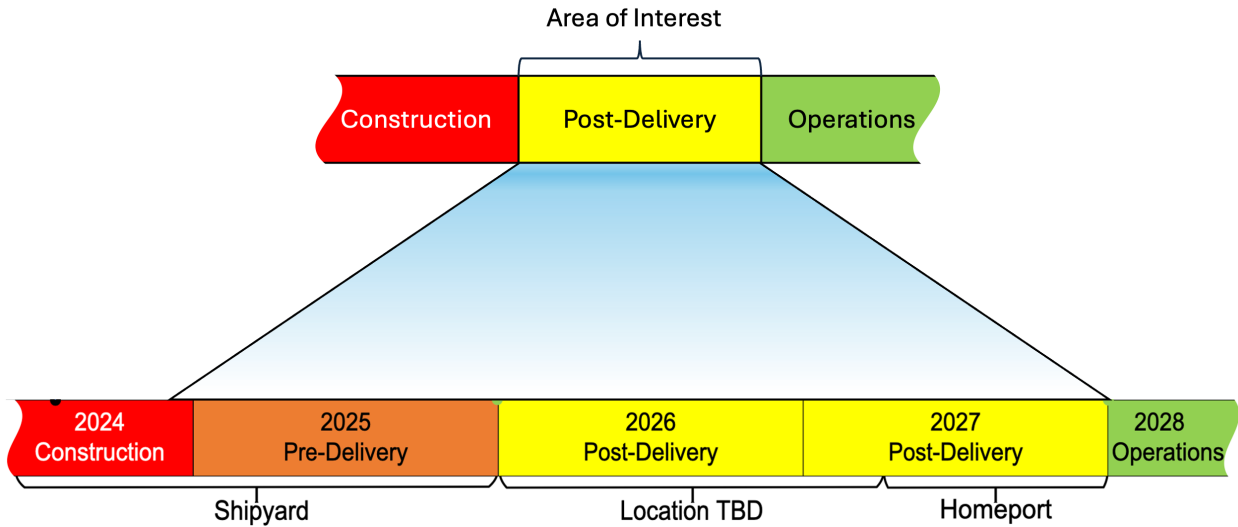 Area of Interest
Construction
Post-Delivery
Operations
2024
Construction
2025
Pre-Delivery
2026
Post-Delivery
2027
Post-Delivery
2028
Operations
Shipyard
Location TBD
Homeport